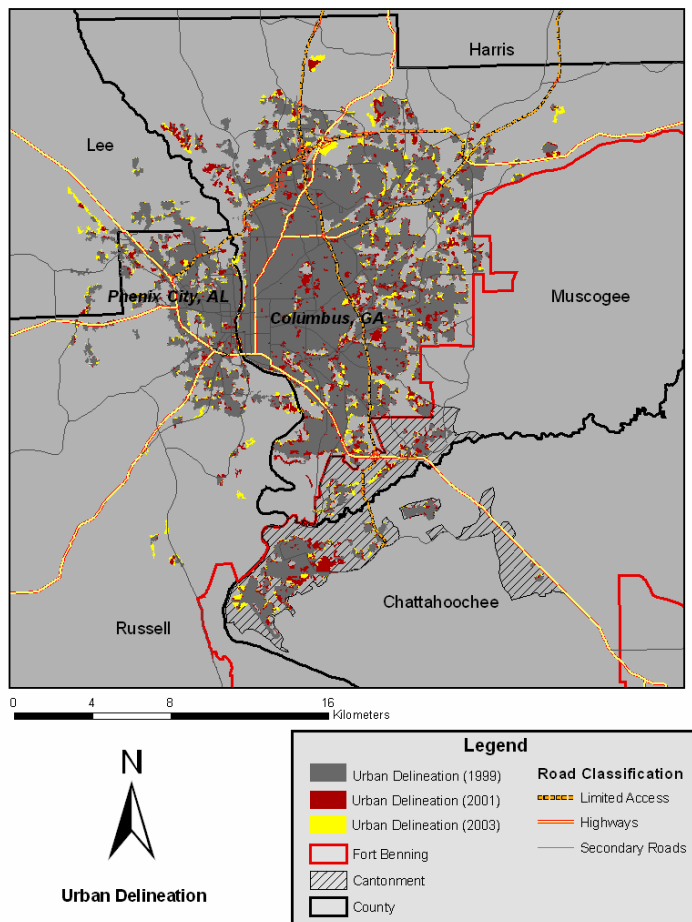 Harris
Lee
Muscogee
Phenix City, AL
Columbus, GA
Chattahoochee
Russell
0 4 8 16
Kilometers
N
Urban Delineation
Legend
Urban Delineation (1999)
Urban Delineation (2001)
Urban Delineation (2003)
Fort Benning
Cantonment
County
Road Classification
Limited Access
Highways
Secondary Roads